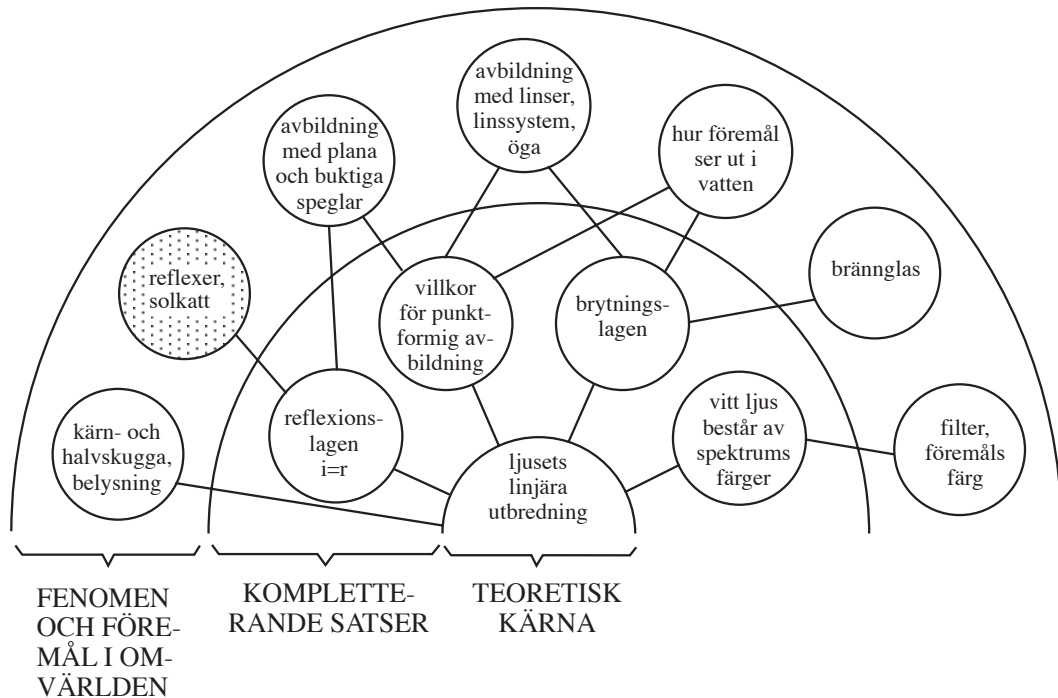 avbildning
med linser,
linssystem,
öga
avbildning
med plana
och buktiga
speglar
hur föremål
ser ut i
vatten
reflexer,
solkatt
villkor
för punkt-
formig av-
bildning
brytnings-
lagen
brännglas
kärn- och
halvskugga,
belysning
reflexions-
lagen
i=r
ljusets
linjära
utbredning
vitt ljus
består av
spektrums
färger
filter,
föremåls
färg
FENOMEN
OCH FÖRE-
MÅL I OM-
VÄRLDEN
KOMPLETTE-
RANDE SATSER
TEORETISK
KÄRNA